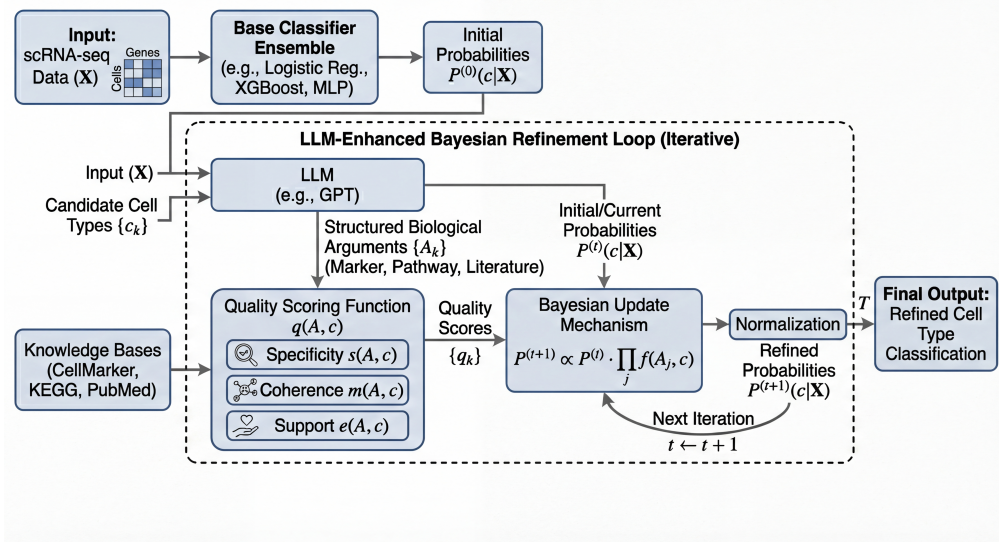 Input:
scRNA-seq
Data (X)
Genes
Cells
Base Classifier
Ensemble
(e.g., Logistic Reg.,
XGBoost, MLP)
Initial
Probabilities
P⁽⁰⁾(c|X)
LLM-Enhanced Bayesian Refinement Loop (Iterative)
Input (X)
Candidate Cell
Types {cₖ}
LLM
(e.g., GPT)
Structured Biological
Arguments {Aₖ}
(Marker, Pathway, Literature)
Initial/Current
Probabilities
P⁽ᵗ⁾(c|X)
Knowledge Bases
(CellMarker,
KEGG, PubMed)
Quality Scoring Function
q(A, c)
Specificity s(A, c)
Coherence m(A, c)
Support e(A, c)
Quality
Scores
{qₖ}
Bayesian Update
Mechanism
P⁽ᵗ⁺¹⁾ ∝ P⁽ᵗ⁾ · ∏ⱼ f(Aⱼ, c)
Normalization
Refined
Probabilities
P⁽ᵗ⁺¹⁾(c|X)
Next Iteration
t ← t + 1
T
Final Output:
Refined Cell
Type
Classification